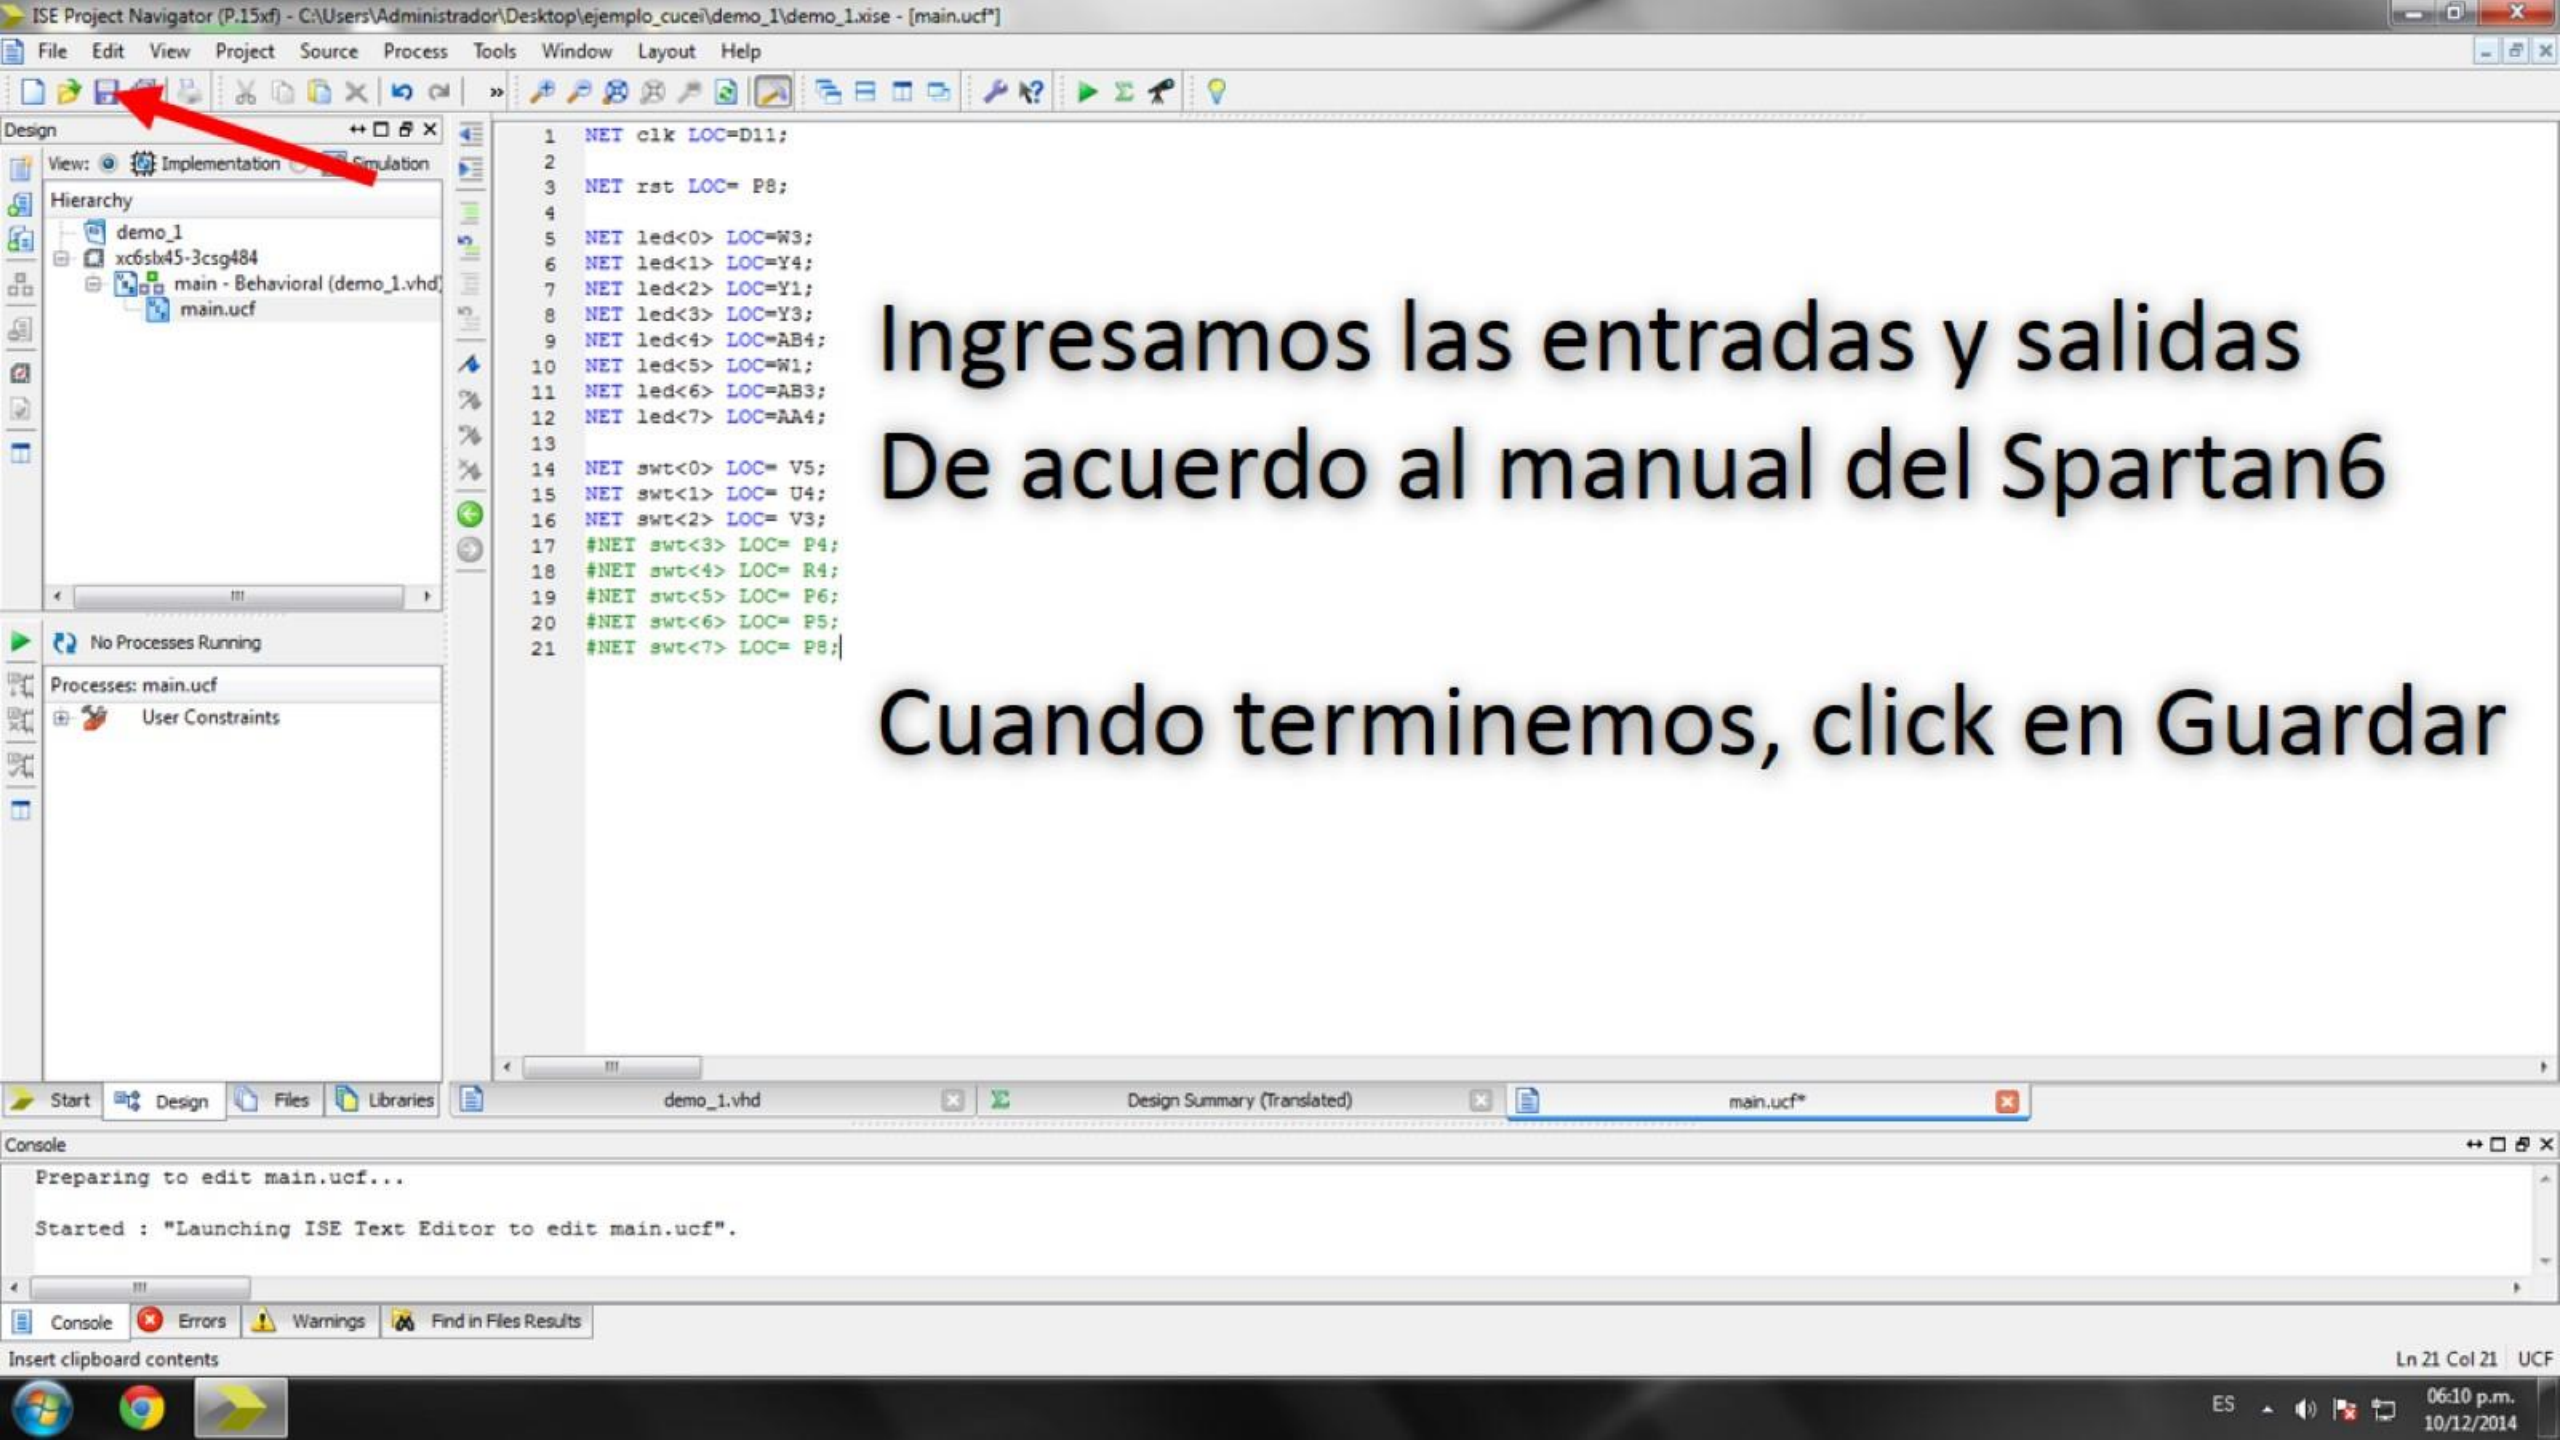 ISE Project Navigator (P.15xf) - C:\Users\Administrador\Desktop\ejemplo_cucei\demo_1\demo_1.xise - [main.ucf*]
File Edit View Project Source Process Tools Window Layout Help
Design
View: Implementation Simulation
Hierarchy
demo_1
xc6slx45-3csg484
main - Behavioral (demo_1.vhd)
main.ucf
No Processes Running
Processes: main.ucf
User Constraints
1 NET clk LOC=D11;
2
3 NET rst LOC= P8;
4
5 NET led<0> LOC=W3;
6 NET led<1> LOC=Y4;
7 NET led<2> LOC=Y1;
8 NET led<3> LOC=Y3;
9 NET led<4> LOC=AB4;
10 NET led<5> LOC=W1;
11 NET led<6> LOC=AB3;
12 NET led<7> LOC=AA4;
13
14 NET swt<0> LOC= V5;
15 NET swt<1> LOC= U4;
16 NET swt<2> LOC= V3;
17 #NET swt<3> LOC= P4;
18 #NET swt<4> LOC= R4;
19 #NET swt<5> LOC= P6;
20 #NET swt<6> LOC= P5;
21 #NET swt<7> LOC= P8;
Ingresamos las entradas y salidas
De acuerdo al manual del Spartan6
Cuando terminemos, click en Guardar
Start Design Files Libraries
demo_1.vhd Design Summary (Translated) main.ucf*
Console
Preparing to edit main.ucf...
Started : "Launching ISE Text Editor to edit main.ucf".
Console Errors Warnings Find in Files Results
Insert clipboard contents
Ln 21 Col 21 UCF
ES
06:10 p.m.
10/12/2014